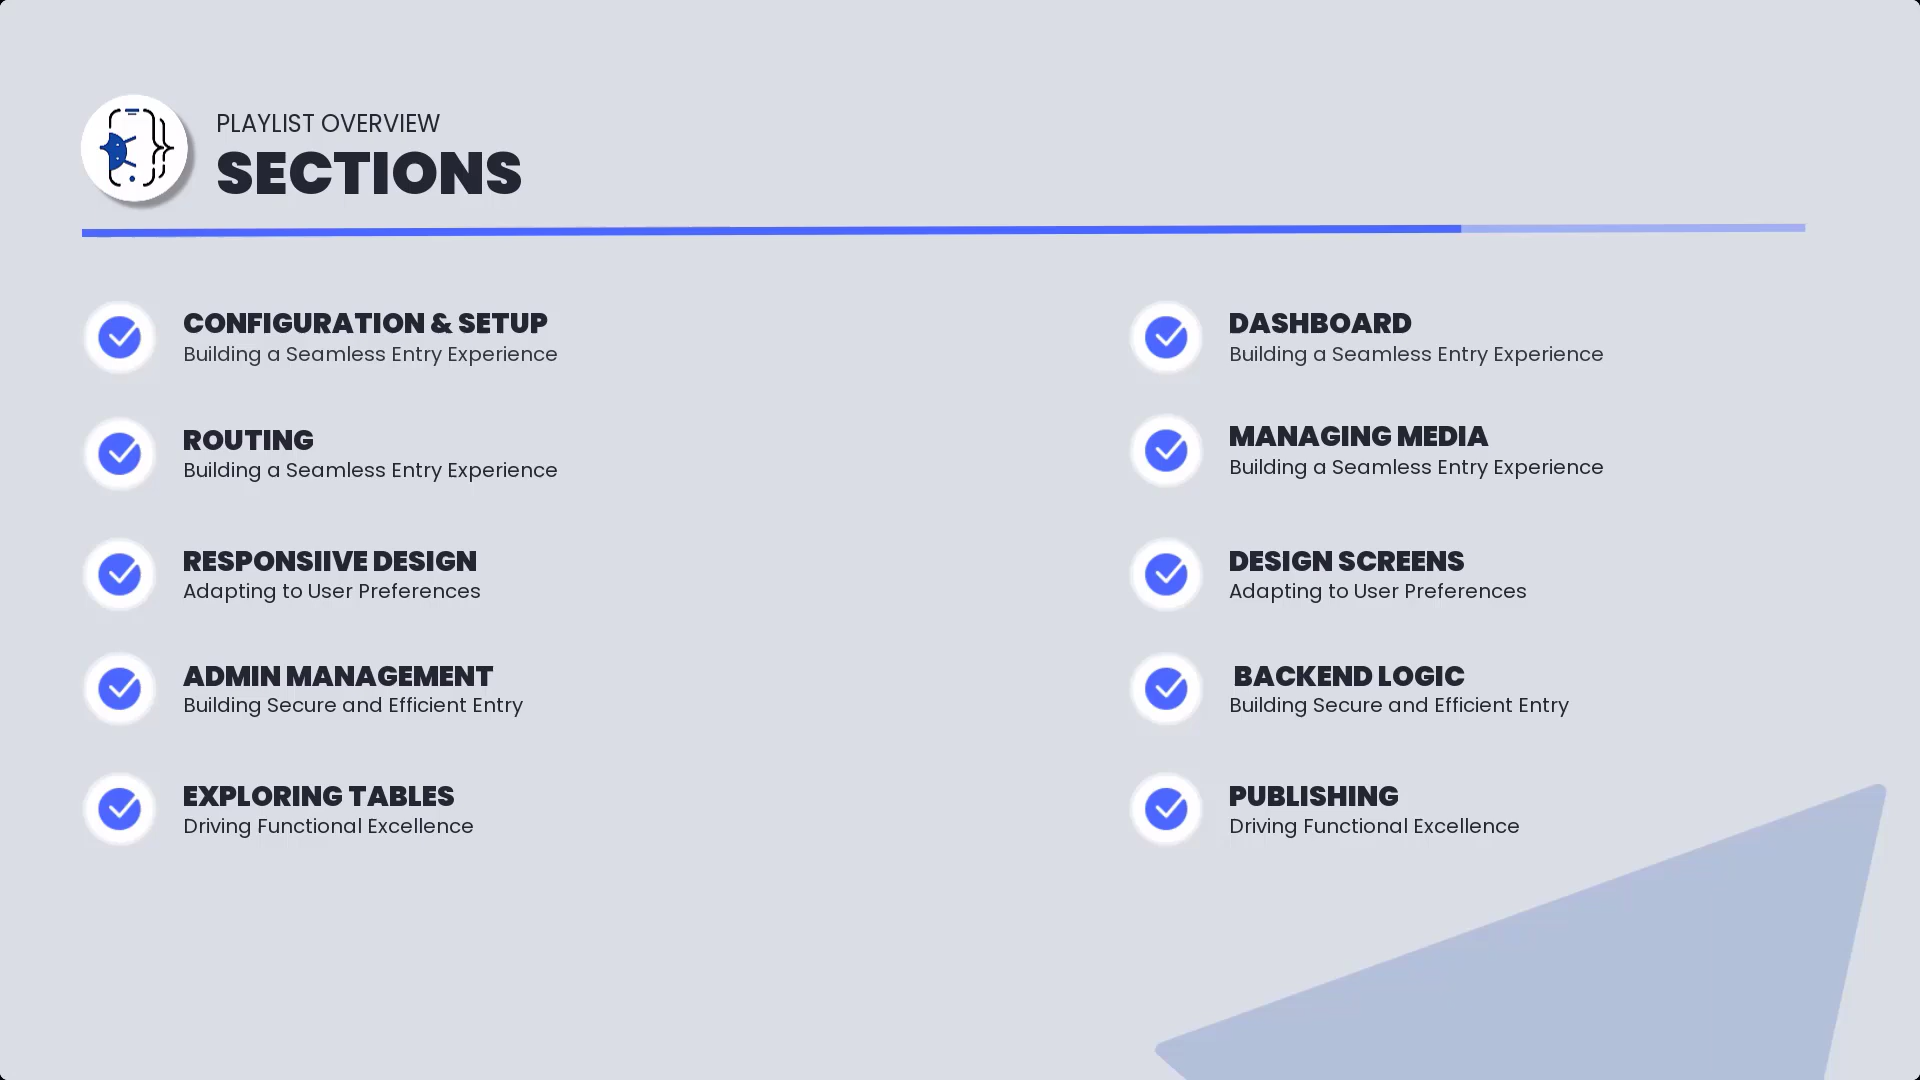 PLAYLIST OVERVIEW
SECTIONS
CONFIGURATION & SETUP
Building a Seamless Entry Experience
ROUTING
Building a Seamless Entry Experience
RESPONSIIVE DESIGN
Adapting to User Preferences
ADMIN MANAGEMENT
Building Secure and Efficient Entry
EXPLORING TABLES
Driving Functional Excellence
DASHBOARD
Building a Seamless Entry Experience
MANAGING MEDIA
Building a Seamless Entry Experience
DESIGN SCREENS
Adapting to User Preferences
BACKEND LOGIC
Building Secure and Efficient Entry
PUBLISHING
Driving Functional Excellence